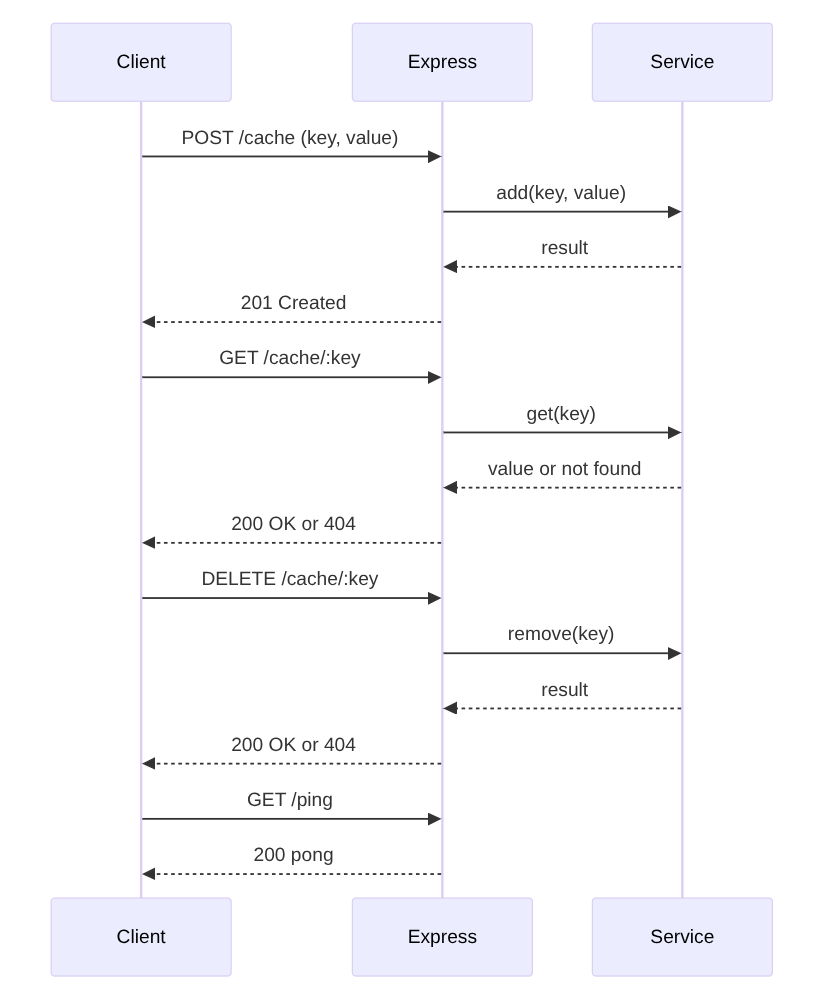 Client
Express
Service
POST /cache (key, value)
add(key, value)
result
201 Created
GET /cache/:key
get(key)
value or not found
200 OK or 404
DELETE /cache/:key
remove(key)
result
200 OK or 404
GET /ping
200 pong
Client
Express
Service